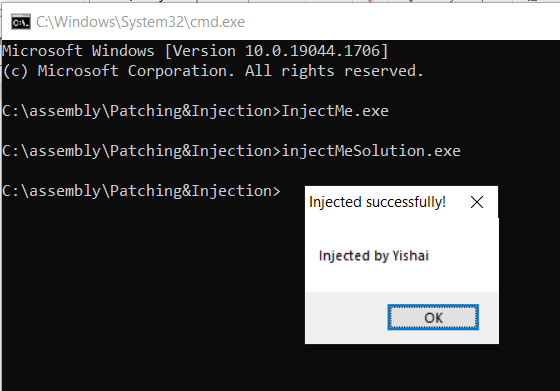 C:\Windows\System32\cmd.exe
Microsoft Windows [Version 10.0.19044.1706]
(c) Microsoft Corporation. All rights reserved.
C:\assembly\Patching&Injection>InjectMe.exe
C:\assembly\Patching&Injection>injectMeSolution.exe
C:\assembly\Patching&Injection>
Injected successfully!
Injected by Yishai
OK